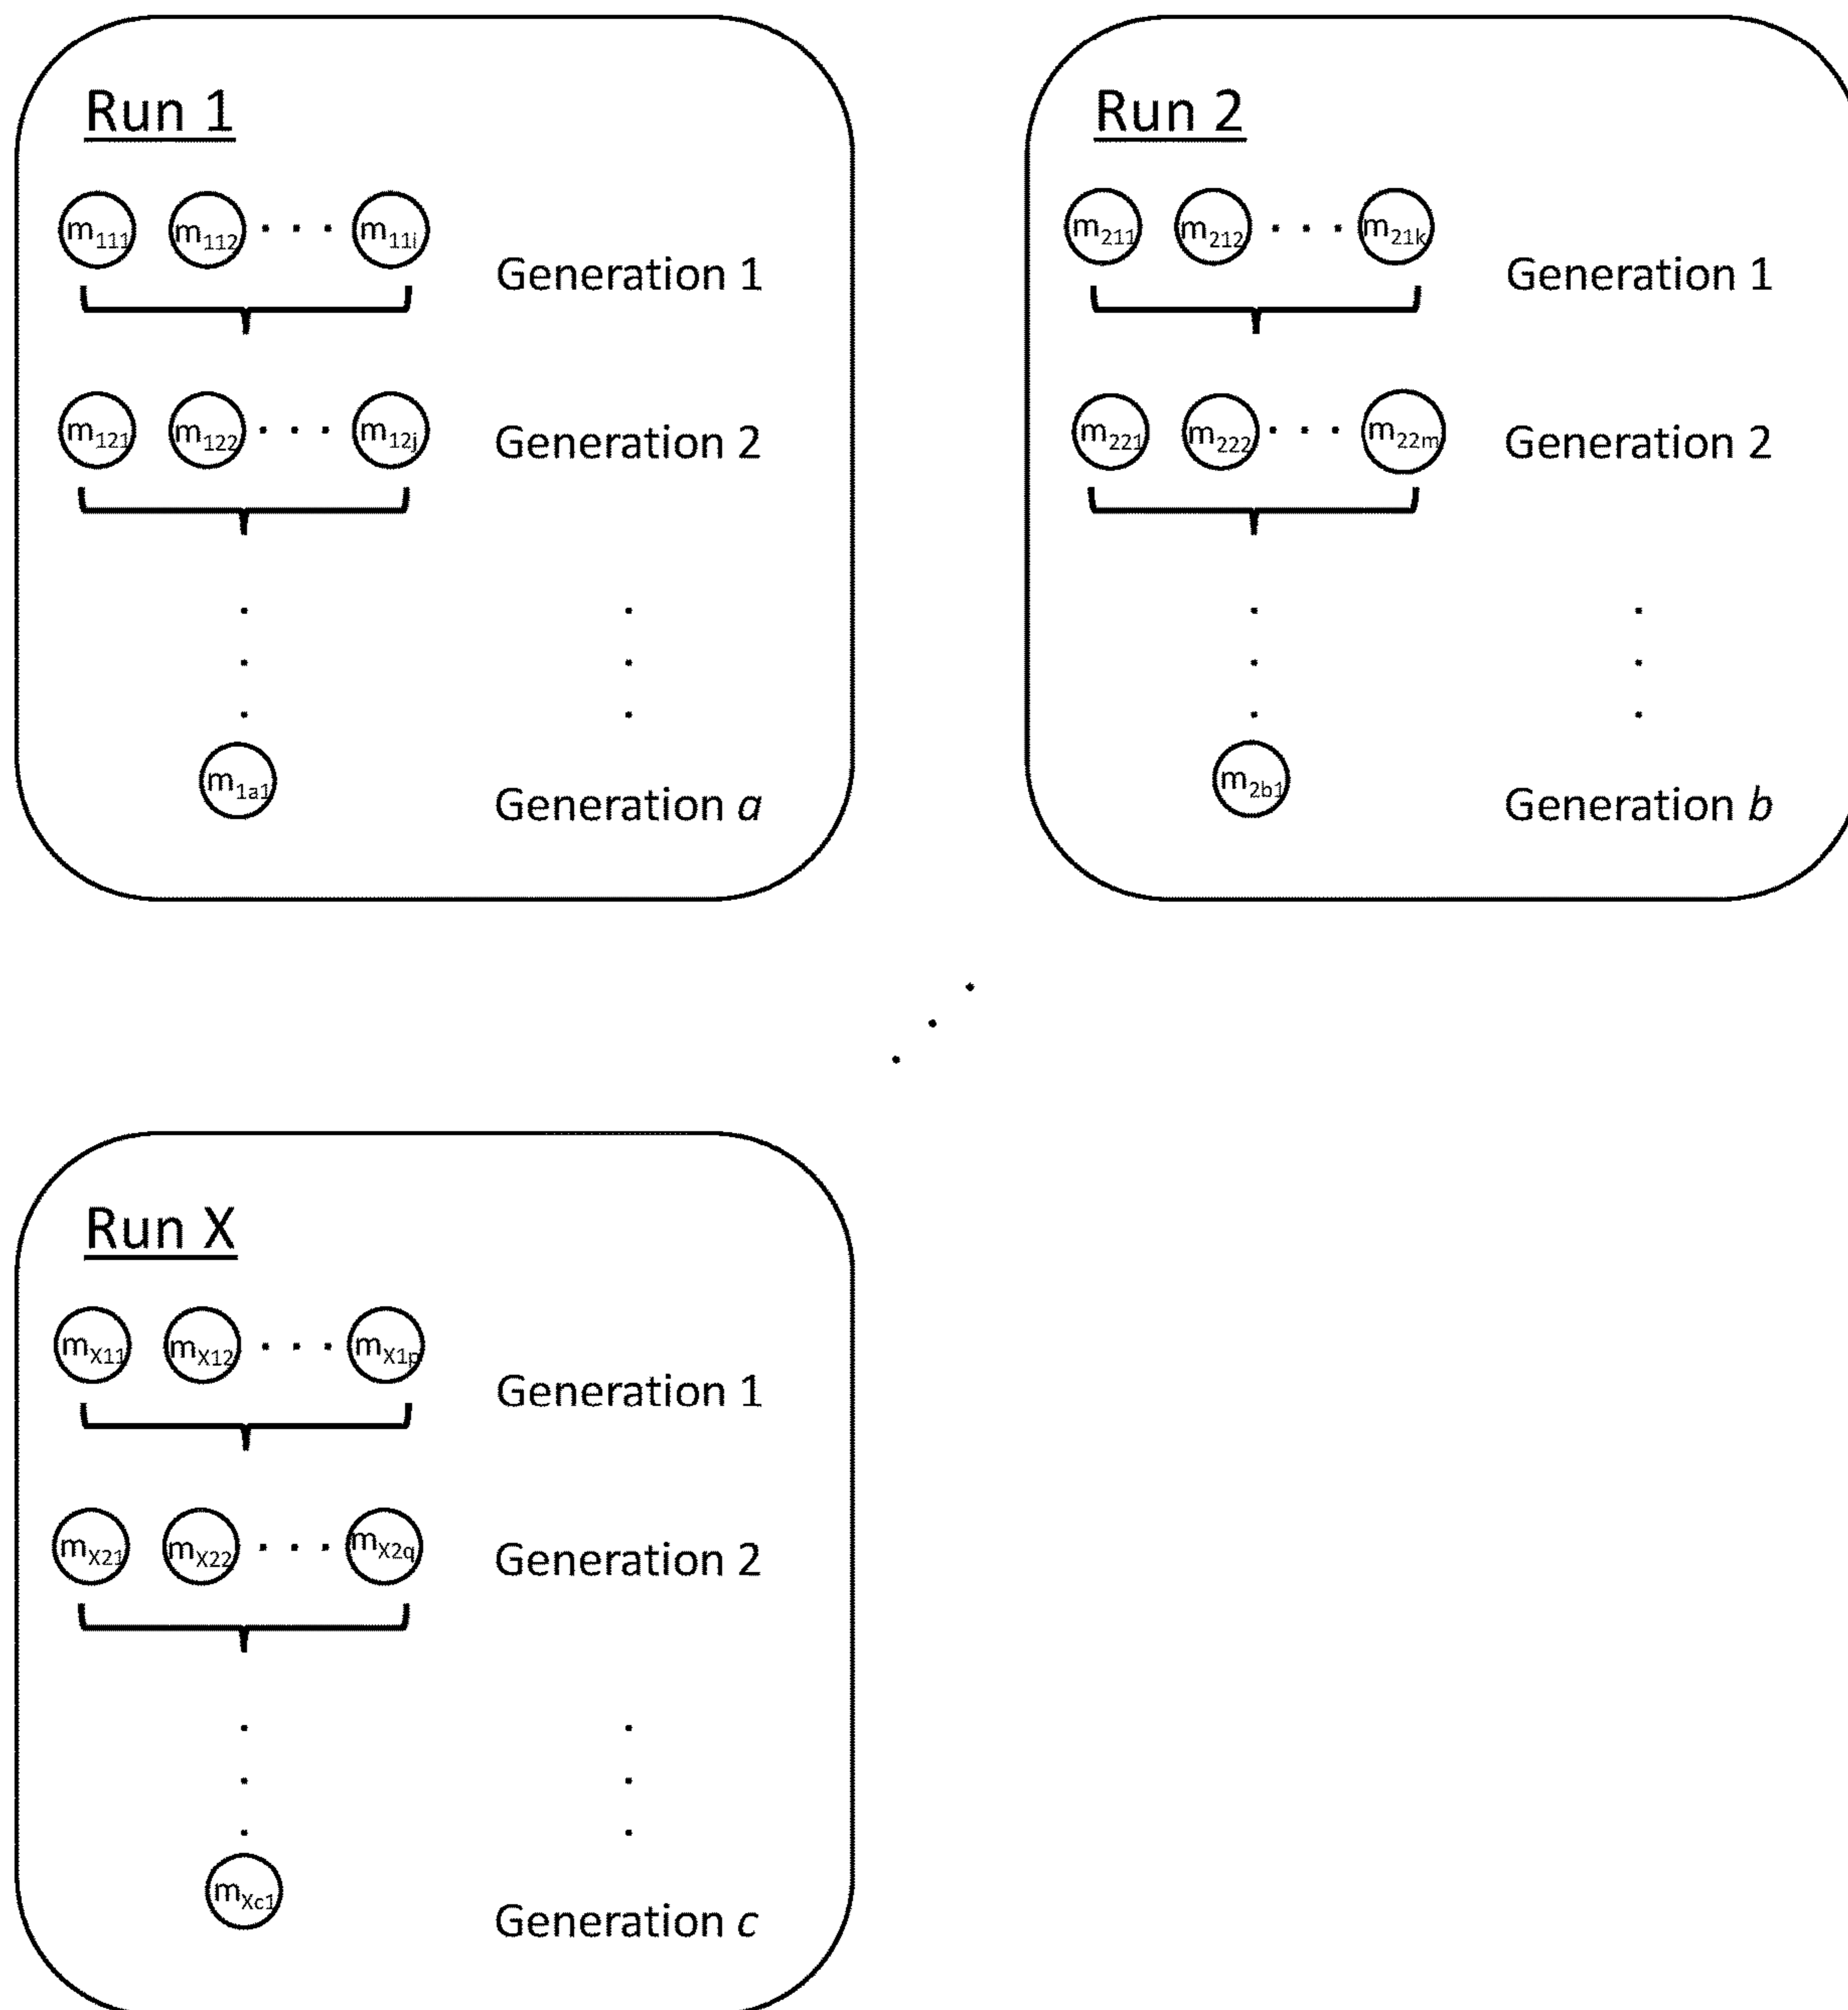 Run 1
m111 m112 · · · m11i
Generation 1
m121 m122 · · · m12j
Generation 2
m1a1
Generation a
Run 2
m211 m212 · · · m21k
Generation 1
m221 m222 · · · m22m
Generation 2
m2b1
Generation b
Run X
mX11 mX12 · · · mX1p
Generation 1
mX21 mX22 · · · mX2q
Generation 2
mXc1
Generation c